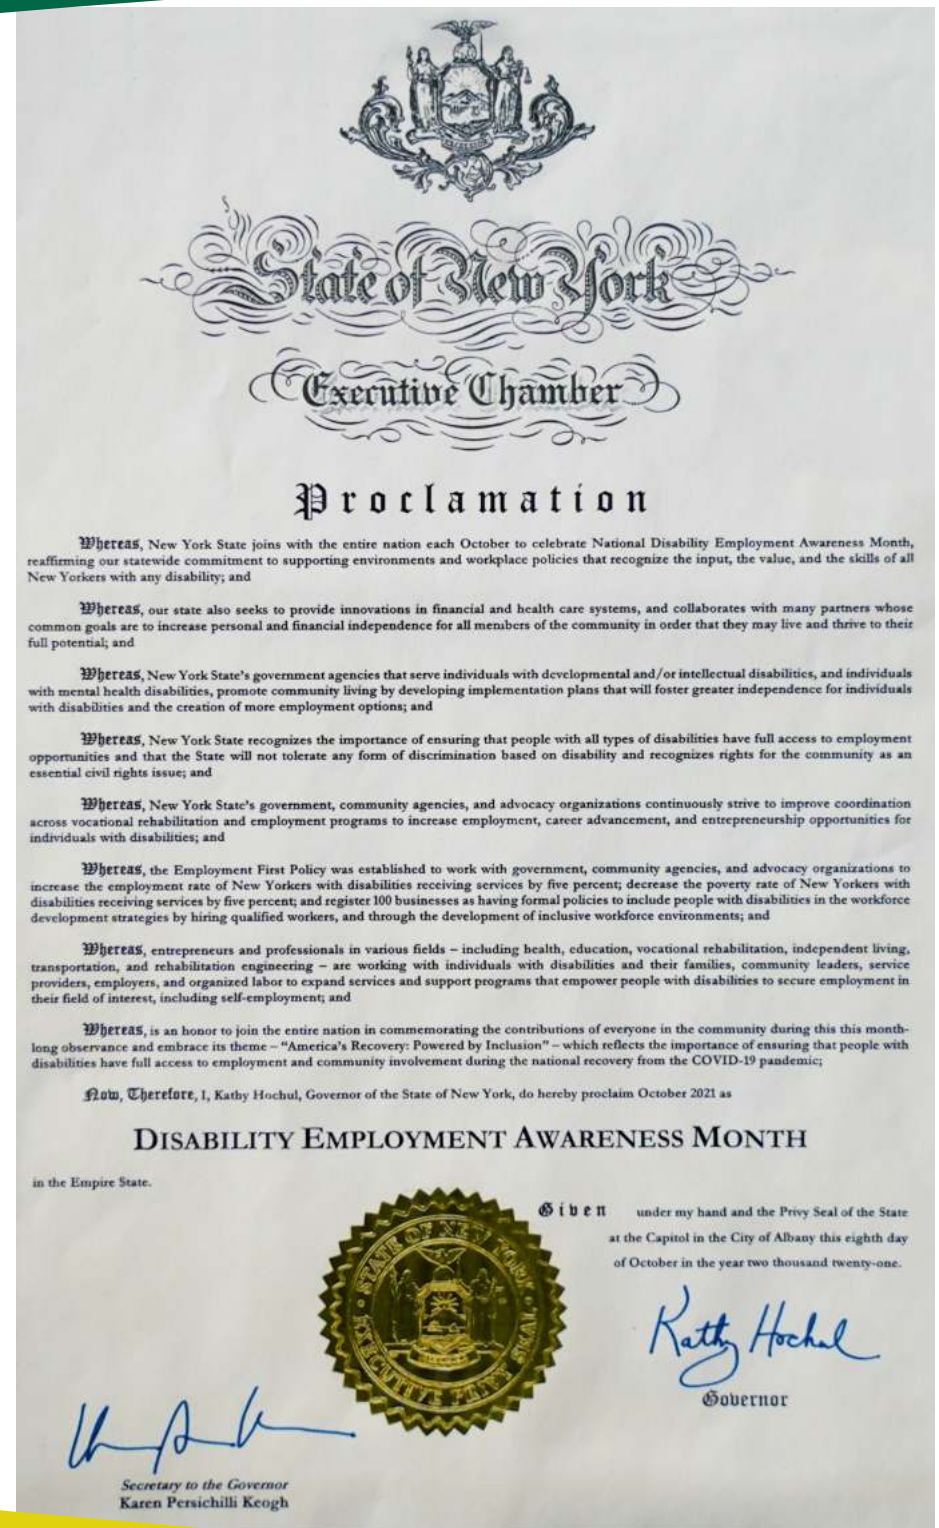 EXCELSIOR
State of New York
Executive Chamber
Proclamation
Whereas, New York State joins with the entire nation each October to celebrate National Disability Employment Awareness Month,
reaffirming our statewide commitment to supporting environments and workplace policies that recognize the input, the value, and the skills of all
New Yorkers with any disability; and
Whereas, our state also seeks to provide innovations in financial and health care systems, and collaborates with many partners whose
common goals are to increase personal and financial independence for all members of the community in order that they may live and thrive to their
full potential; and
Whereas, New York State's government agencies that serve individuals with developmental and/or intellectual disabilities, and individuals
with mental health disabilities, promote community living by developing implementation plans that will foster greater independence for individuals
with disabilities and the creation of more employment options; and
Whereas, New York State recognizes the importance of ensuring that people with all types of disabilities have full access to employment
opportunities and that the State will not tolerate any form of discrimination based on disability and recognizes rights for the community as an
essential civil rights issue; and
Whereas, New York State's government, community agencies, and advocacy organizations continuously strive to improve coordination
across vocational rehabilitation and employment programs to increase employment, career advancement, and entrepreneurship opportunities for
individuals with disabilities; and
Whereas, the Employment First Policy was established to work with government, community agencies, and advocacy organizations to
increase the employment rate of New Yorkers with disabilities receiving services by five percent; decrease the poverty rate of New Yorkers with
disabilities receiving services by five percent; and register 100 businesses as having formal policies to include people with disabilities in the workforce
development strategies by hiring qualified workers, and through the development of inclusive workforce environments; and
Whereas, entrepreneurs and professionals in various fields – including health, education, vocational rehabilitation, independent living,
transportation, and rehabilitation engineering – are working with individuals with disabilities and their families, community leaders, service
providers, employers, and organized labor to expand services and support programs that empower people with disabilities to secure employment in
their field of interest, including self-employment; and
Whereas, is an honor to join the entire nation in commemorating the contributions of everyone in the community during this this month-
long observance and embrace its theme – “America's Recovery: Powered by Inclusion” – which reflects the importance of ensuring that people with
disabilities have full access to employment and community involvement during the national recovery from the COVID-19 pandemic;
Now, Therefore, I, Kathy Hochul, Governor of the State of New York, do hereby proclaim October 2021 as
DISABILITY EMPLOYMENT AWARENESS MONTH
in the Empire State.
Given under my hand and the Privy Seal of the State
at the Capitol in the City of Albany this eighth day
of October in the year two thousand twenty-one.
STATE OF NEW YORK
EXECUTIVE PRIVY SEAL
Kathy Hochul
Governor
Secretary to the Governor
Karen Persichilli Keogh